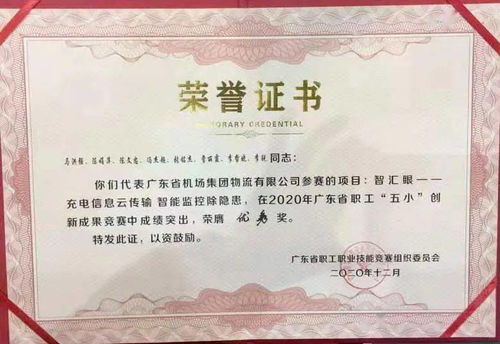 荣誉证书
HONORARY CREDENTIAL
同志：
你们代表广东省机场集团物流有限公司参赛的项目：智汇眼——
充电信息云传输 智能监控除隐患，在2020年广东省职工“五小”创
新成果竞赛中成绩突出，荣膺 优秀 奖。
特发此证，以资鼓励。
广东省职工职业技能竞赛组织委员会
二〇二〇年十二月